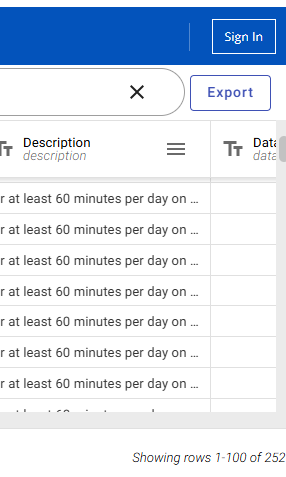 Sign In
Export
Description
description
Data
data
r at least 60 minutes per day on ...
r at least 60 minutes per day on ...
r at least 60 minutes per day on ...
r at least 60 minutes per day on ...
r at least 60 minutes per day on ...
r at least 60 minutes per day on ...
r at least 60 minutes per day on ...
Showing rows 1-100 of 252